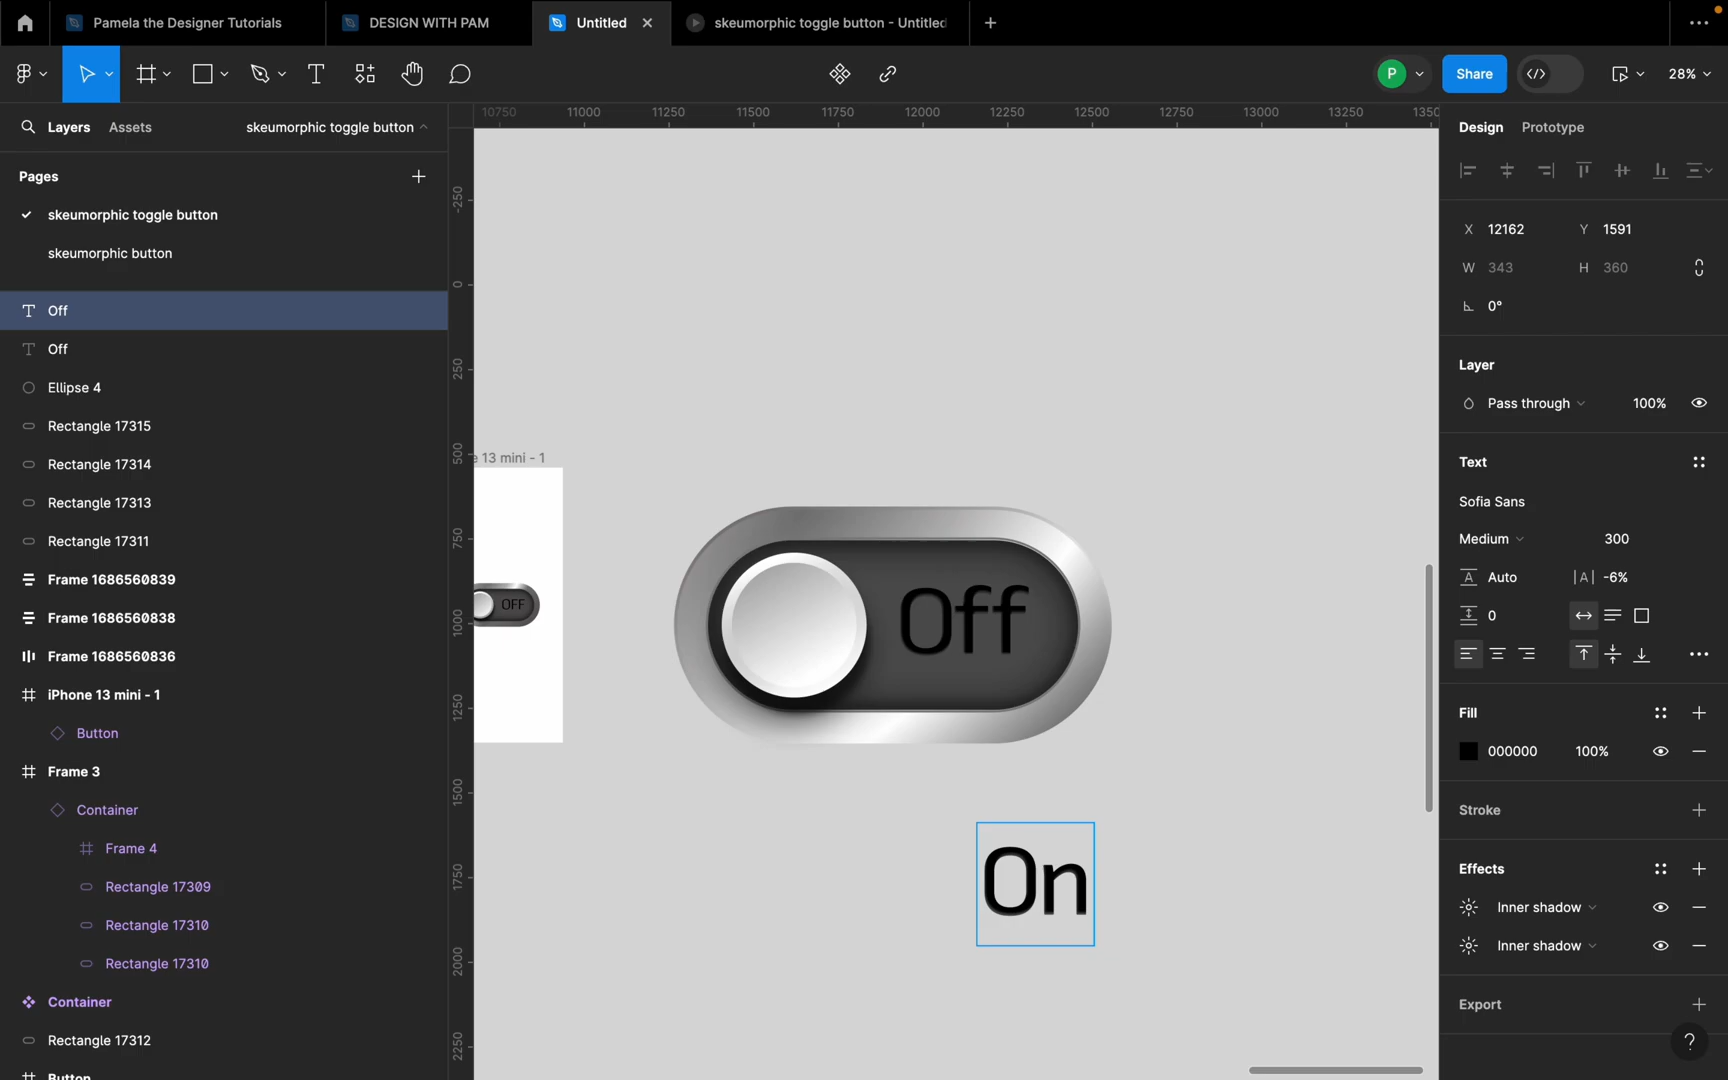 Pamela the Designer Tutorials
DESIGN WITH PAM
Untitled
skeumorphic toggle button - Untitled
P
Share
28%
Layers
Assets
skeumorphic toggle button
Pages
skeumorphic toggle button
skeumorphic button
Off
Off
Ellipse 4
Rectangle 17315
Rectangle 17314
Rectangle 17313
Rectangle 17311
Frame 1686560839
Frame 1686560838
Frame 1686560836
iPhone 13 mini - 1
Button
Frame 3
Container
Frame 4
Rectangle 17309
Rectangle 17310
Rectangle 17310
Container
Rectangle 17312
Button
10750 11000 11250 11500 11750 12000 12250 12500 12750 13000 13250 1350
-250
0
250
500
750
1000
1250
1500
1750
2000
2250
e 13 mini - 1
OFF
Off
On
Design
Prototype
X 12162 Y 1591
W 343 H 360
0°
Layer
Pass through 100%
Text
Sofia Sans
Medium 300
A Auto |A| -6%
0
Fill
000000 100%
Stroke
Effects
Inner shadow
Inner shadow
Export
?